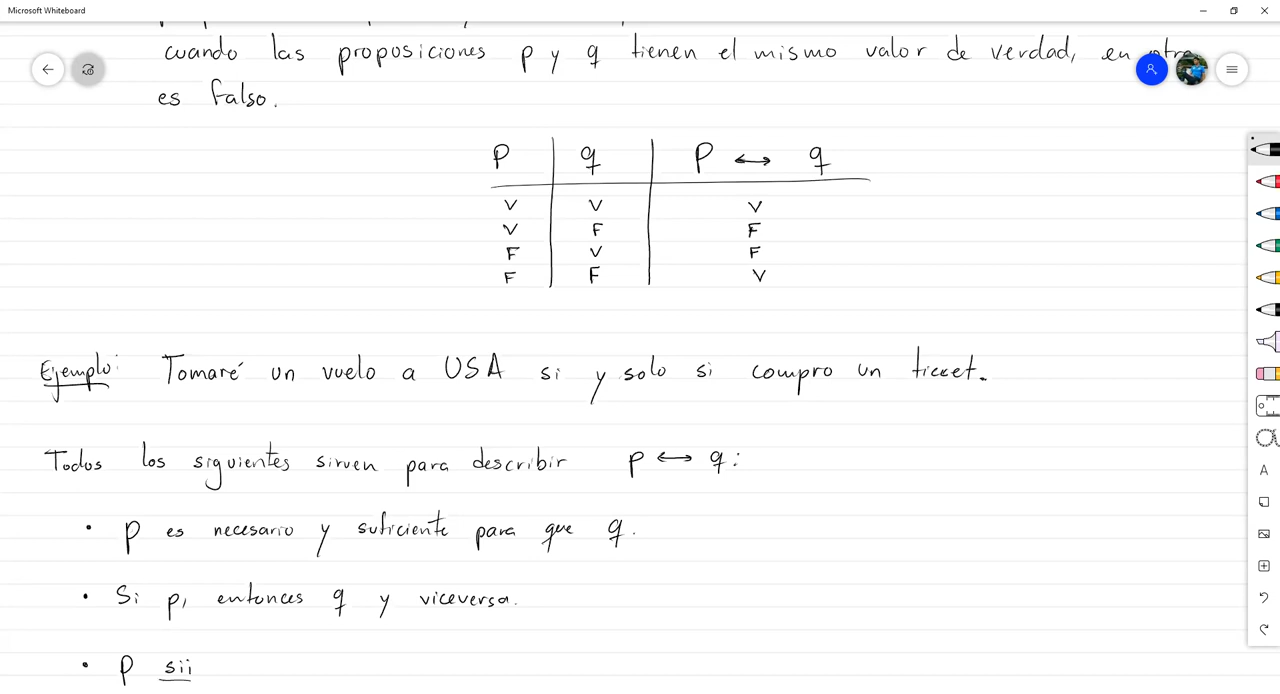 Microsoft Whiteboard
cuando las proposiciones p y q tienen el mismo valor de verdad, en otro
es falso.
p q p ↔ q
V V V
V F F
F V F
F F V
Ejemplo: Tomaré un vuelo a USA si y solo si compro un ticket.
Todos los siguientes sirven para describir p ↔ q:
• p es necesario y suficiente para que q.
• Si p, entonces q y viceversa.
• p sii